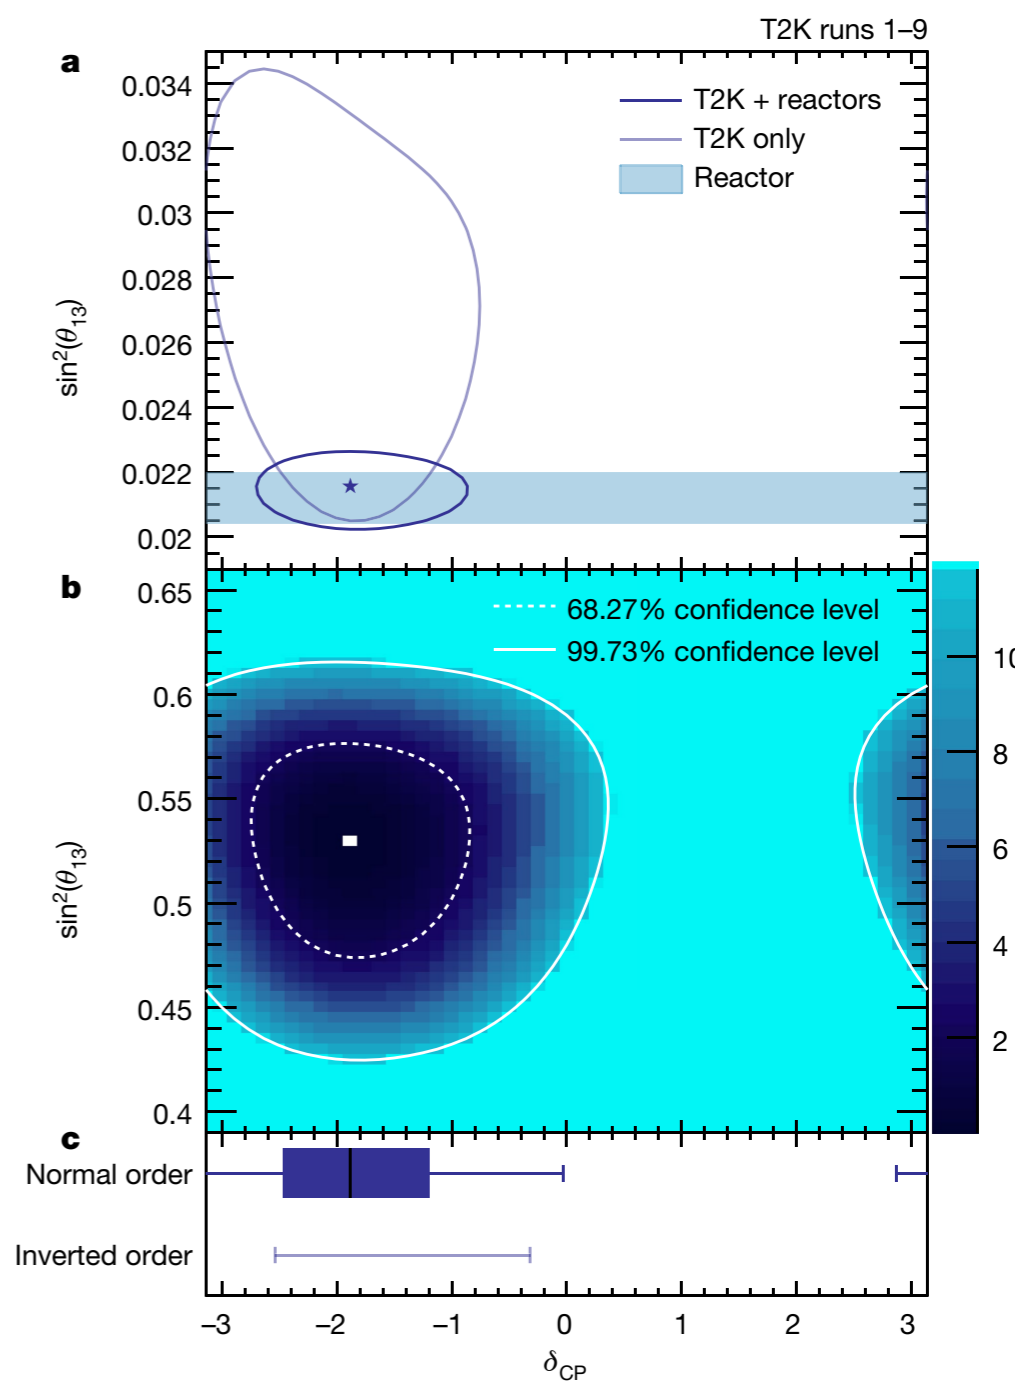 T2K runs 1–9
a
T2K + reactors
T2K only
Reactor
0.034
0.032
0.03
0.028
0.026
0.024
0.022
0.02
sin²(θ₁₃)
b
68.27% confidence level
99.73% confidence level
0.65
0.6
0.55
0.5
0.45
0.4
sin²(θ₁₃)
10
8
6
4
2
c
Normal order
Inverted order
–3 –2 –1 0 1 2 3
δCP